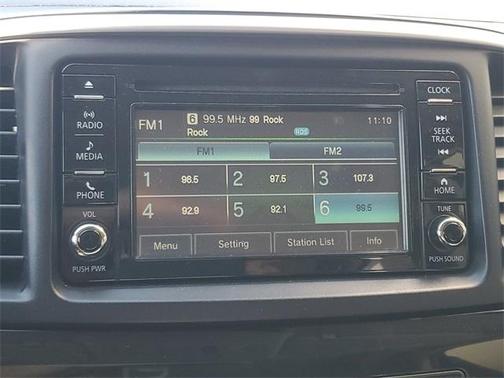 CLOCK
RADIO
MEDIA
PHONE
VOL
PUSH PWR
FM1 6 99.5 MHz 99 Rock 11:10
Rock RDS
FM1 FM2
1 96.5 2 97.5 3 107.3
4 92.9 5 92.1 6 99.5
Menu Setting Station List Info
SEEK
TRACK
HOME
TUNE
PUSH SOUND